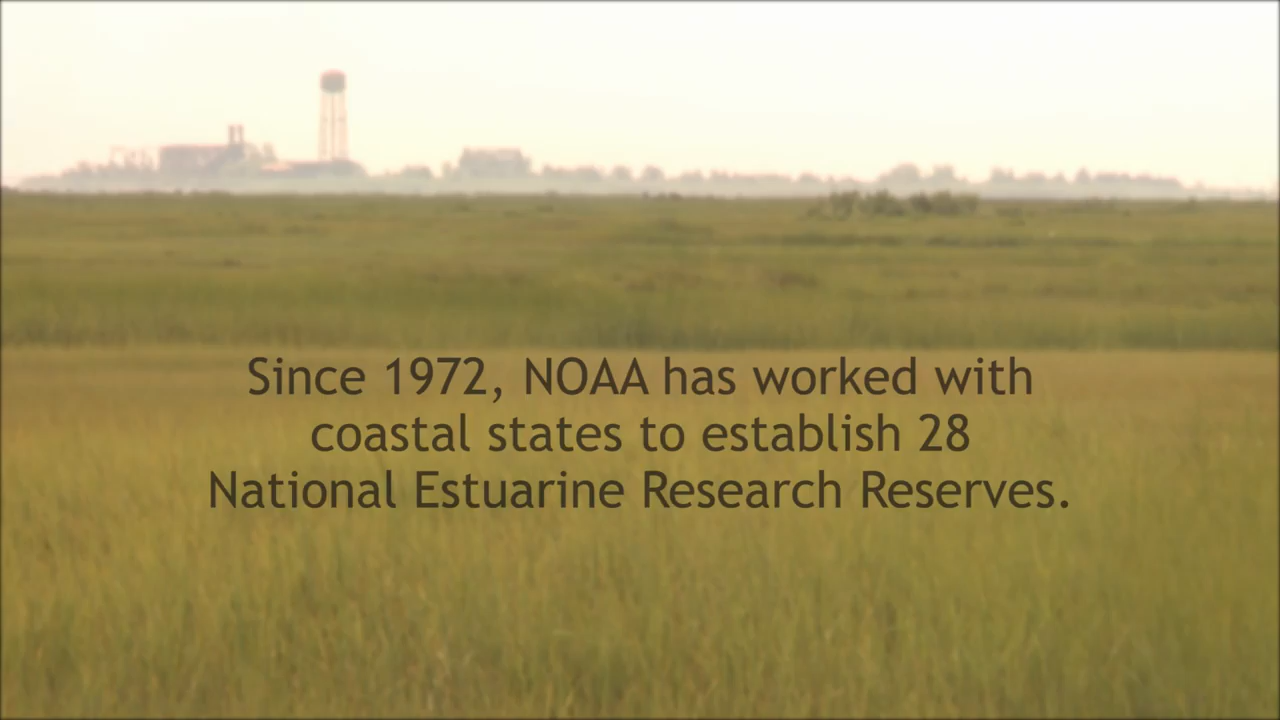 Since 1972, NOAA has worked with
coastal states to establish 28
National Estuarine Research Reserves.